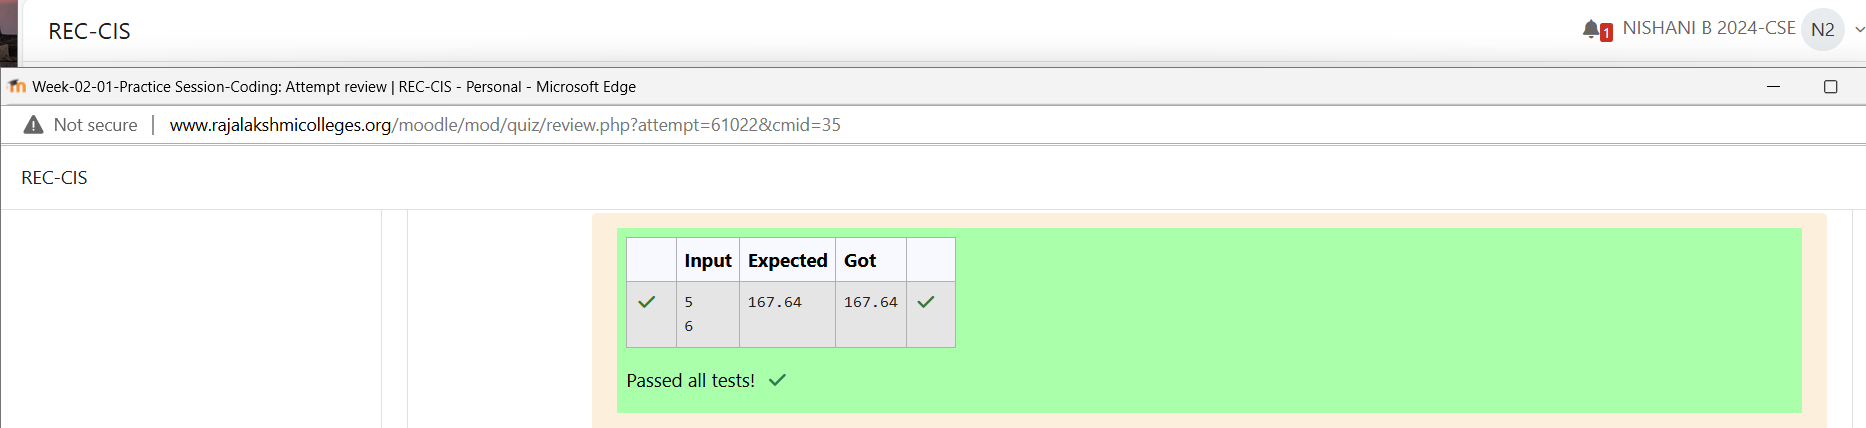 REC-CIS
1 NISHANI B 2024-CSE N2
Week-02-01-Practice Session-Coding: Attempt review | REC-CIS - Personal - Microsoft Edge
Not secure | www.rajalakshmicolleges.org/moodle/mod/quiz/review.php?attempt=61022&cmid=35
REC-CIS
Input Expected Got
5 167.64 167.64
6
Passed all tests!